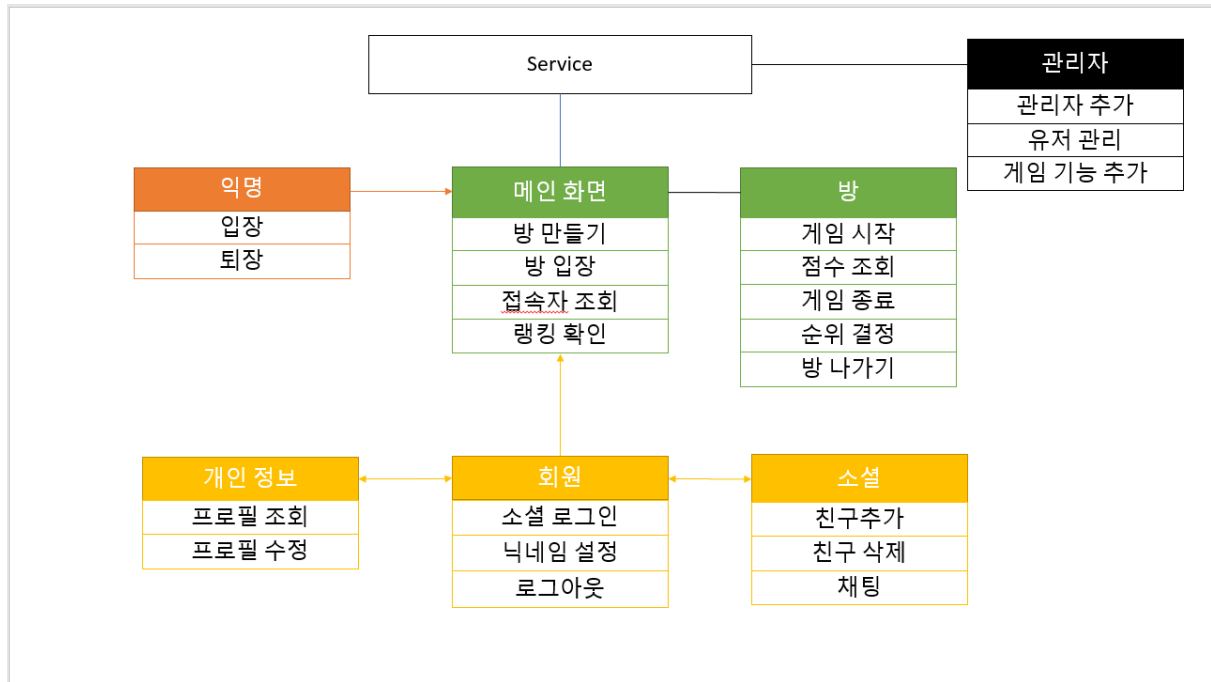 Service
관리자
관리자 추가
유저 관리
게임 기능 추가
익명
입장
퇴장
메인 화면
방 만들기
방 입장
접속자 조회
랭킹 확인
방
게임 시작
점수 조회
게임 종료
순위 결정
방 나가기
개인 정보
프로필 조회
프로필 수정
회원
소셜 로그인
닉네임 설정
로그아웃
소셜
친구추가
친구 삭제
채팅